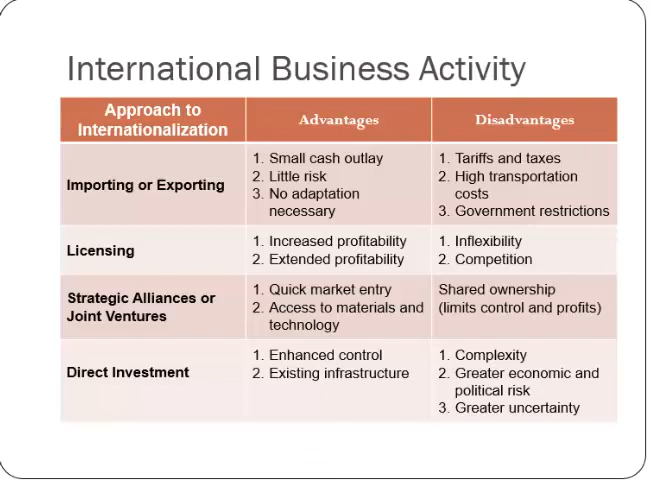 International Business Activity
Approach to
Internationalization
Advantages
Disadvantages
Importing or Exporting
1. Small cash outlay
2. Little risk
3. No adaptation
necessary
1. Tariffs and taxes
2. High transportation
costs
3. Government restrictions
Licensing
1. Increased profitability
2. Extended profitability
1. Inflexibility
2. Competition
Strategic Alliances or
Joint Ventures
1. Quick market entry
2. Access to materials and
technology
Shared ownership
(limits control and profits)
Direct Investment
1. Enhanced control
2. Existing infrastructure
1. Complexity
2. Greater economic and
political risk
3. Greater uncertainty